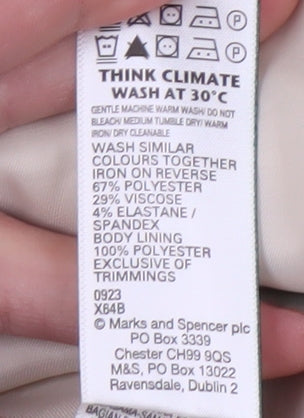 P
P
THINK CLIMATE
WASH AT 30°C
GENTLE MACHINE WARM WASH/ DO NOT
BLEACH/ MEDIUM TUMBLE DRY/ WARM
IRON/ DRY CLEANABLE
WASH SIMILAR
COLOURS TOGETHER
IRON ON REVERSE
67% POLYESTER
29% VISCOSE
4% ELASTANE /
SPANDEX
BODY LINING
100% POLYESTER
EXCLUSIVE OF
TRIMMINGS
0923
X64B
© Marks and Spencer plc
PO Box 3339
Chester CH99 9QS
M&S, PO Box 13022
Ravensdale, Dublin 2